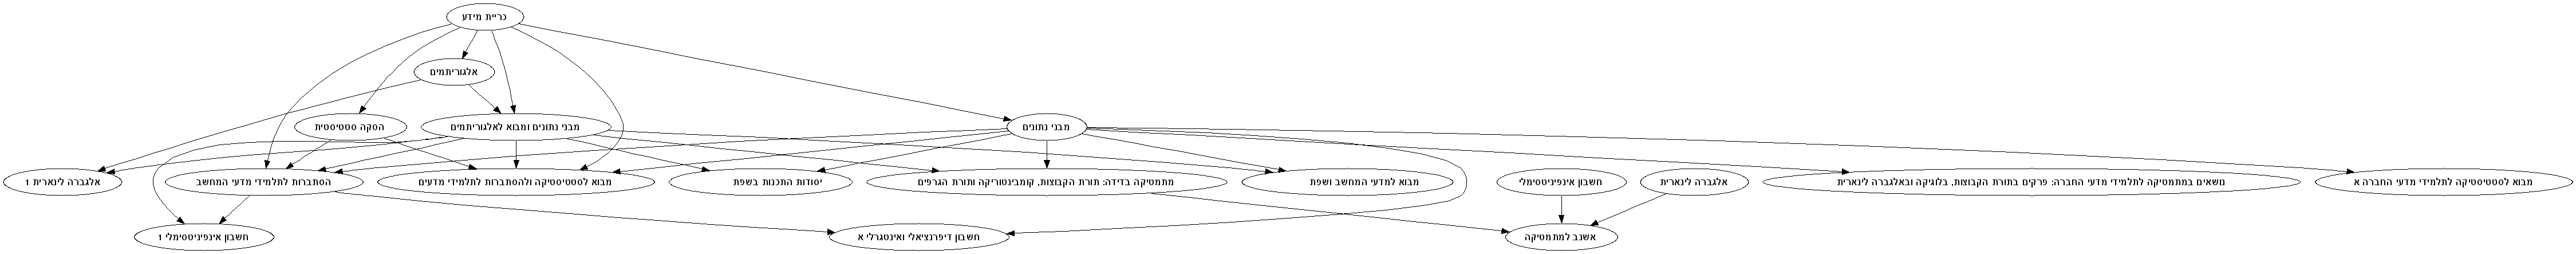 כריית מידע
אלגוריתמים
הסקה סטטיסטית
מבני נתונים ומבוא לאלגוריתמים
מבני נתונים
אלגברה לינארית 1
הסתברות לתלמידי מדעי המחשב
מבוא לסטטיסטיקה ולהסתברות לתלמידי מדעים
יסודות התכנות בשפת
מתמטיקה בדידה: תורת הקבוצות, קומבינטוריקה ותורת הגרפים
מבוא למדעי המחשב ושפת
חשבון אינפיניטסימלי
אלגברה לינארית
נושאים במתמטיקה לתלמידי מדעי החברה: פרקים בתורת הקבוצות, בלוגיקה ובאלגברה לינארית
מבוא לסטטיסטיקה לתלמידי מדעי החברה א
חשבון אינפיניטסימלי 1
חשבון דיפרנציאלי ואינטגרלי א
אשנב למתמטיקה